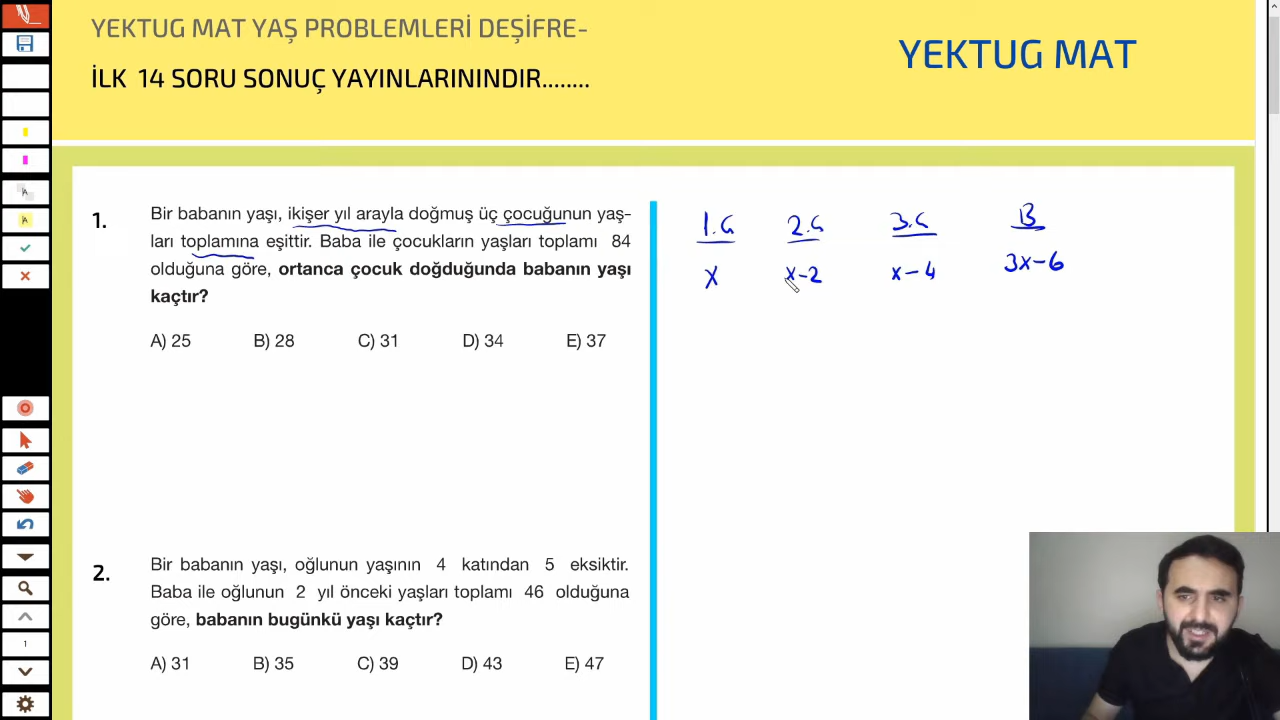 YEKTUG MAT YAŞ PROBLEMLERİ DEŞİFRE-
İLK 14 SORU SONUÇ YAYINLARININDIR........
YEKTUG MAT
1.
Bir babanın yaşı, ikişer yıl arayla doğmuş üç çocuğunun yaş-
ları toplamına eşittir. Baba ile çocukların yaşları toplamı 84
olduğuna göre, ortanca çocuk doğduğunda babanın yaşı
kaçtır?
A) 25 B) 28 C) 31 D) 34 E) 37
1.Ç 2.Ç 3.Ç B
x x-2 x-4 3x-6
2.
Bir babanın yaşı, oğlunun yaşının 4 katından 5 eksiktir.
Baba ile oğlunun 2 yıl önceki yaşları toplamı 46 olduğuna
göre, babanın bugünkü yaşı kaçtır?
A) 31 B) 35 C) 39 D) 43 E) 47
1